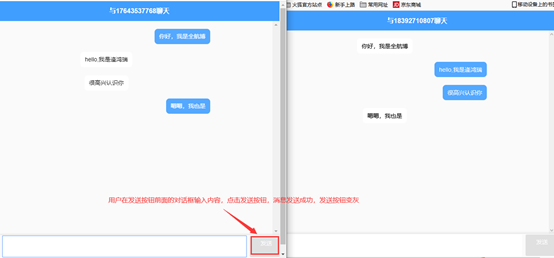 与17643537768聊天
你好，我是全航博
hello.我是逯鸿瑞
很高兴认识你
嗯嗯，我也是
用户在发送按钮前面的对话框输入内容，点击发送按钮，消息发送成功，发送按钮变灰
发送
火狐官方站点
新手上路
常用网址
京东商城
移动设备上的书
与18392710807聊天
你好，我是全航博
hello.我是逯鸿瑞
很高兴认识你
嗯嗯，我也是
发送